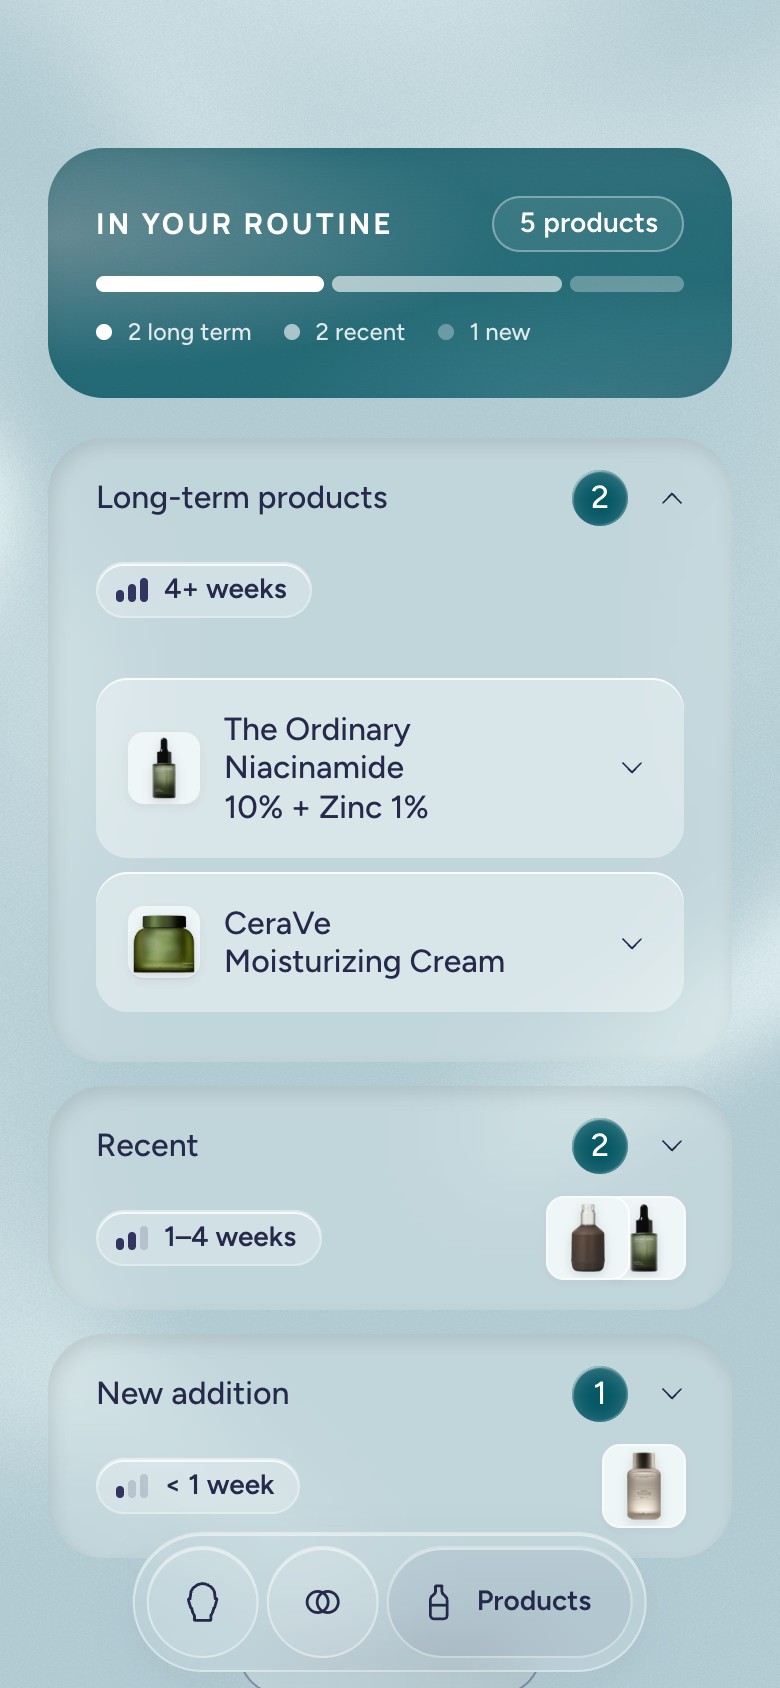 IN YOUR ROUTINE
5 products
2 long term
2 recent
1 new
Long-term products
2
4+ weeks
The Ordinary
Niacinamide
10% + Zinc 1%
CeraVe
Moisturizing Cream
Recent
2
1–4 weeks
New addition
1
< 1 week
Products